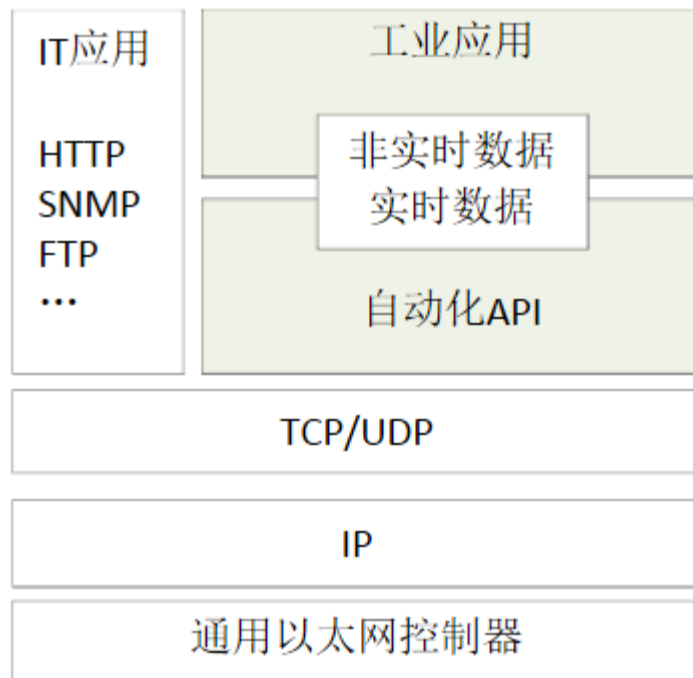 IT应用
HTTP
SNMP
FTP
...
工业应用
非实时数据
实时数据
自动化API
TCP/UDP
IP
通用以太网控制器